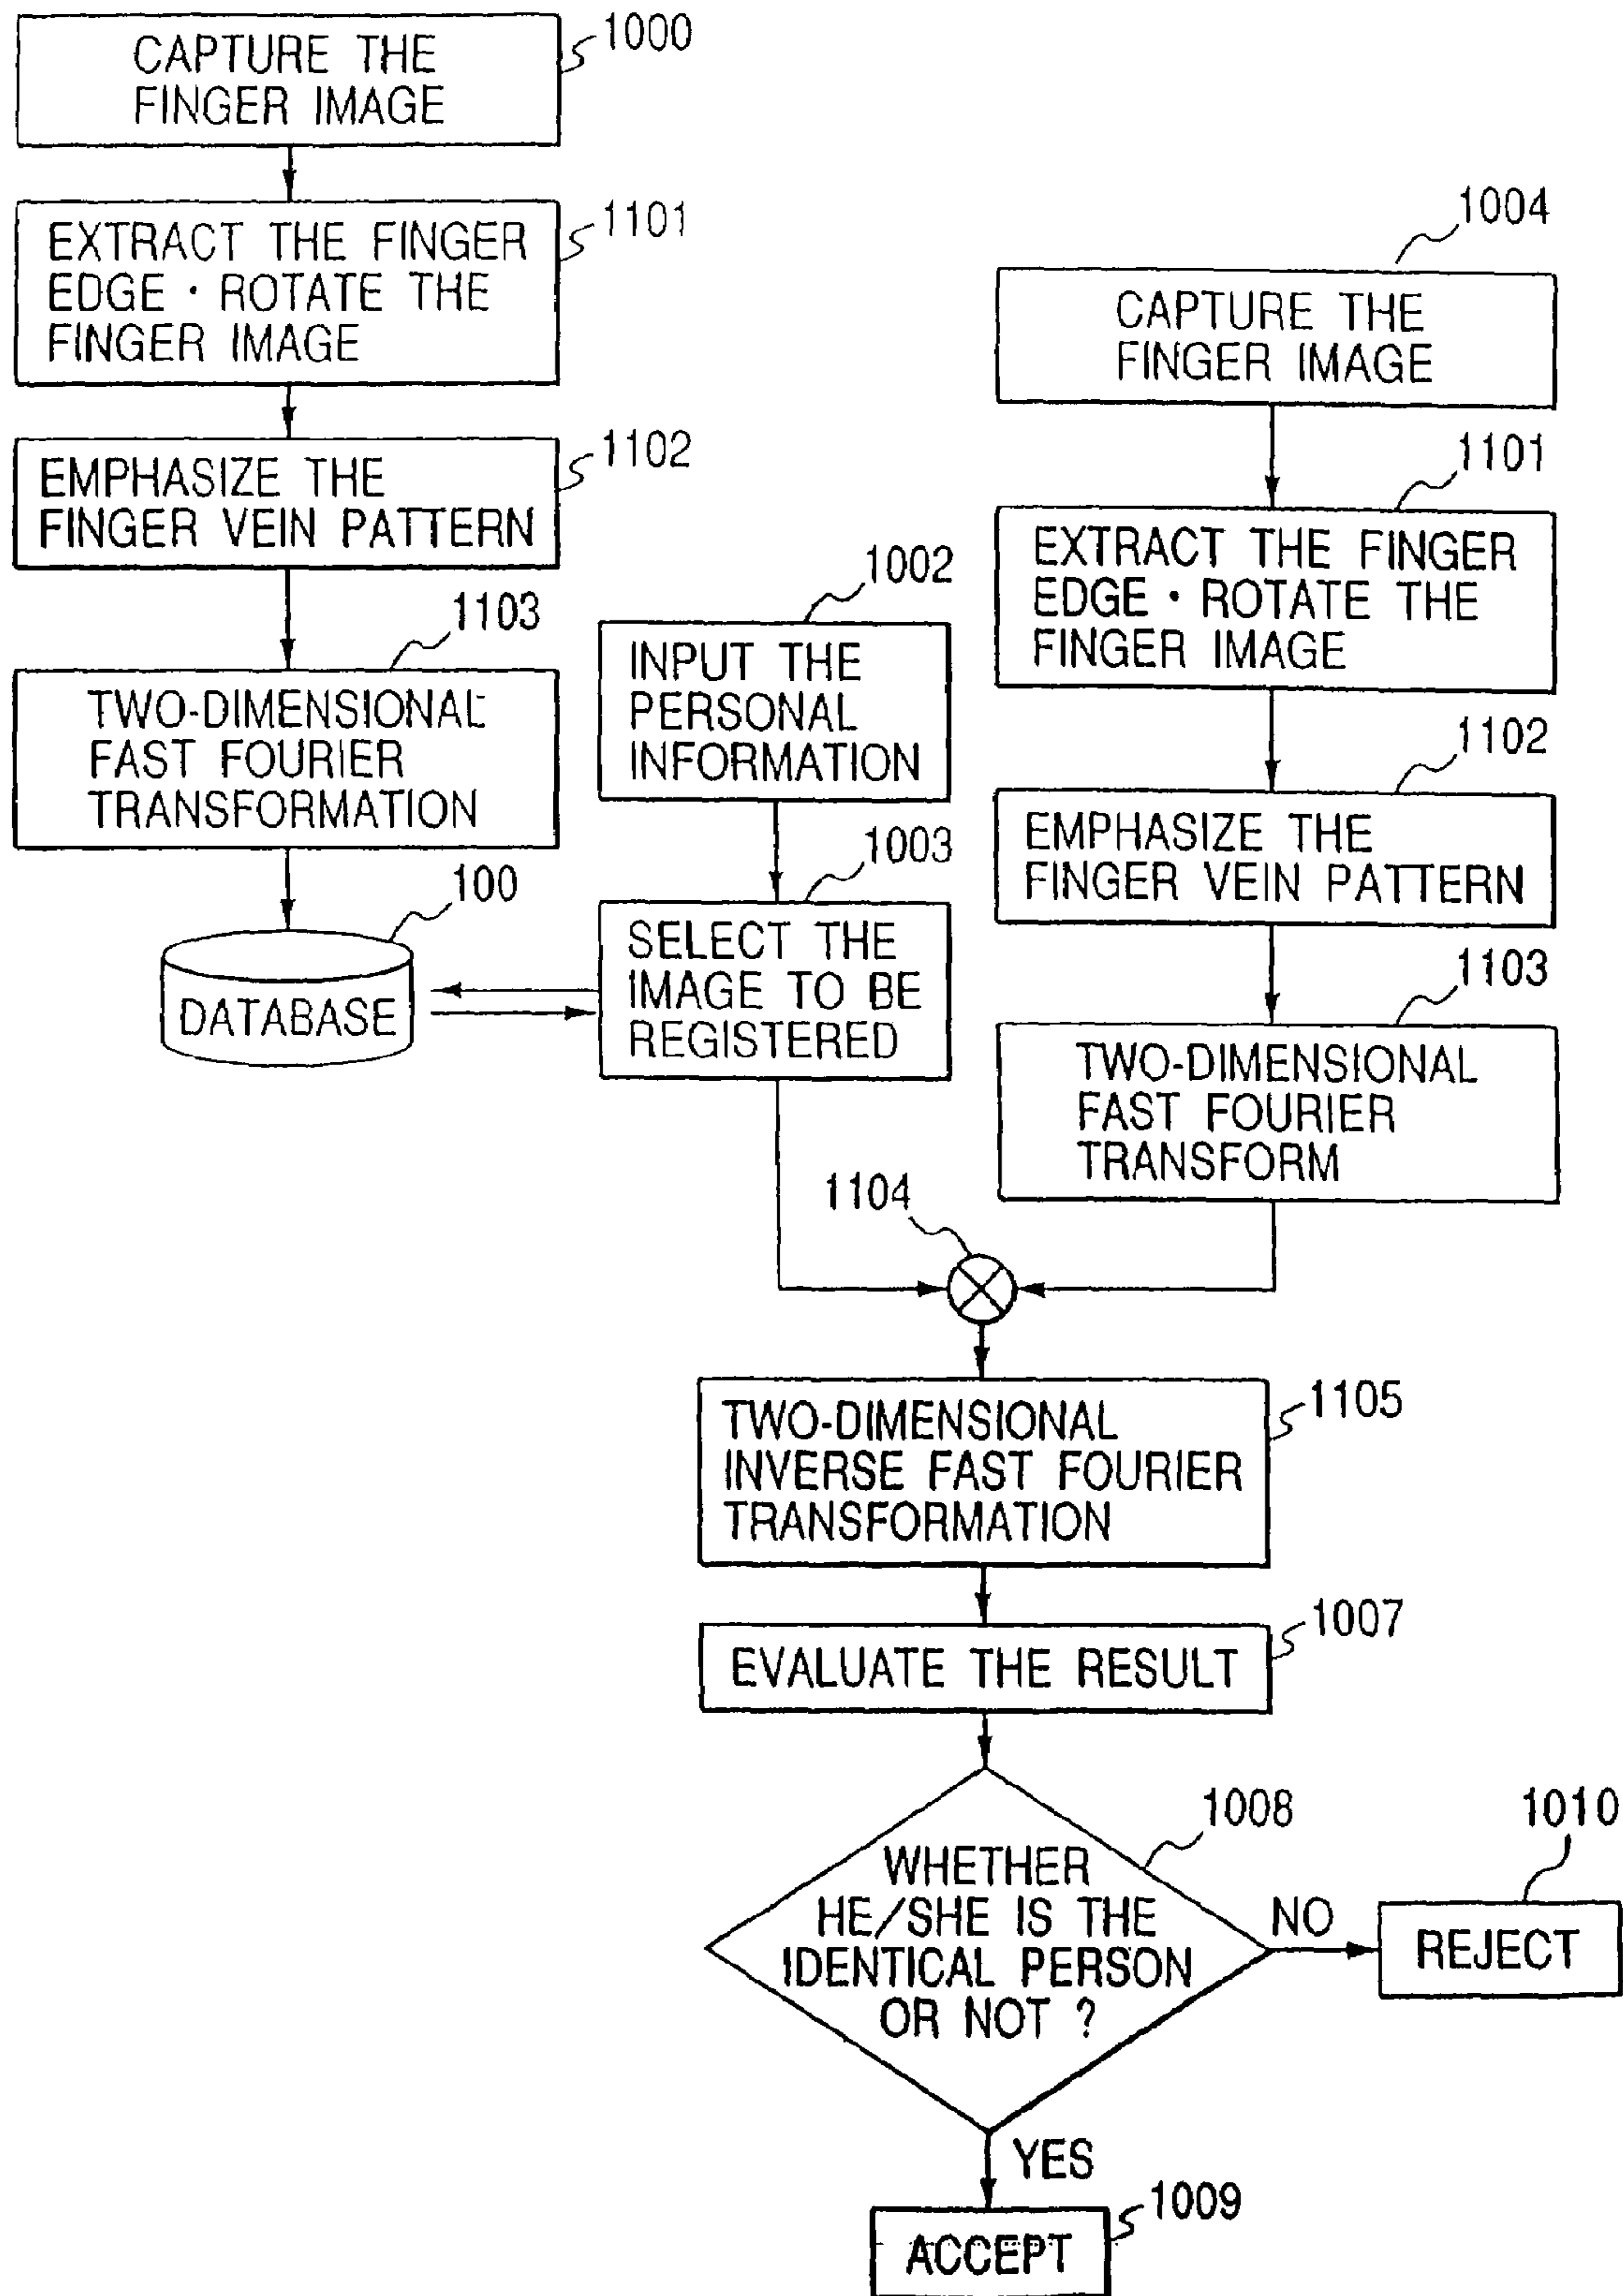 1000
CAPTURE THE
FINGER IMAGE
1101
EXTRACT THE FINGER
EDGE · ROTATE THE
FINGER IMAGE
1102
EMPHASIZE THE
FINGER VEIN PATTERN
1103
TWO-DIMENSIONAL
FAST FOURIER
TRANSFORMATION
100
DATABASE
1002
INPUT THE
PERSONAL
INFORMATION
1003
SELECT THE
IMAGE TO BE
REGISTERED
1004
CAPTURE THE
FINGER IMAGE
1101
EXTRACT THE FINGER
EDGE · ROTATE THE
FINGER IMAGE
1102
EMPHASIZE THE
FINGER VEIN PATTERN
1103
TWO-DIMENSIONAL
FAST FOURIER
TRANSFORM
1104
1105
TWO-DIMENSIONAL
INVERSE FAST FOURIER
TRANSFORMATION
1007
EVALUATE THE RESULT
1008
WHETHER
HE/SHE IS THE
IDENTICAL PERSON
OR NOT ?
NO
1010
REJECT
YES
1009
ACCEPT